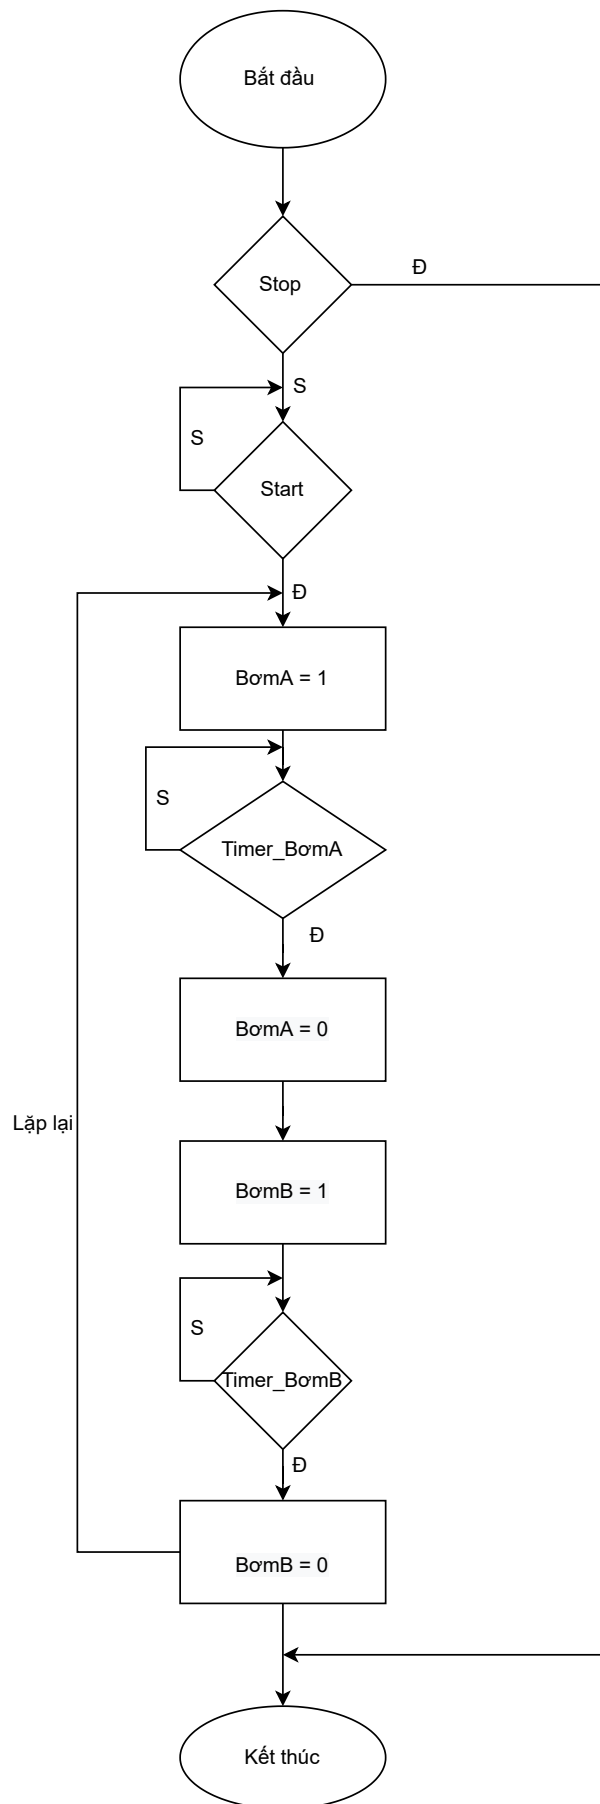 Bắt đầu
Stop
Đ
S
S
Start
Đ
BơmA = 1
S
Timer_BơmA
Đ
BơmA = 0
Lặp lại
BơmB = 1
S
Timer_BơmB
Đ
BơmB = 0
Kết thúc